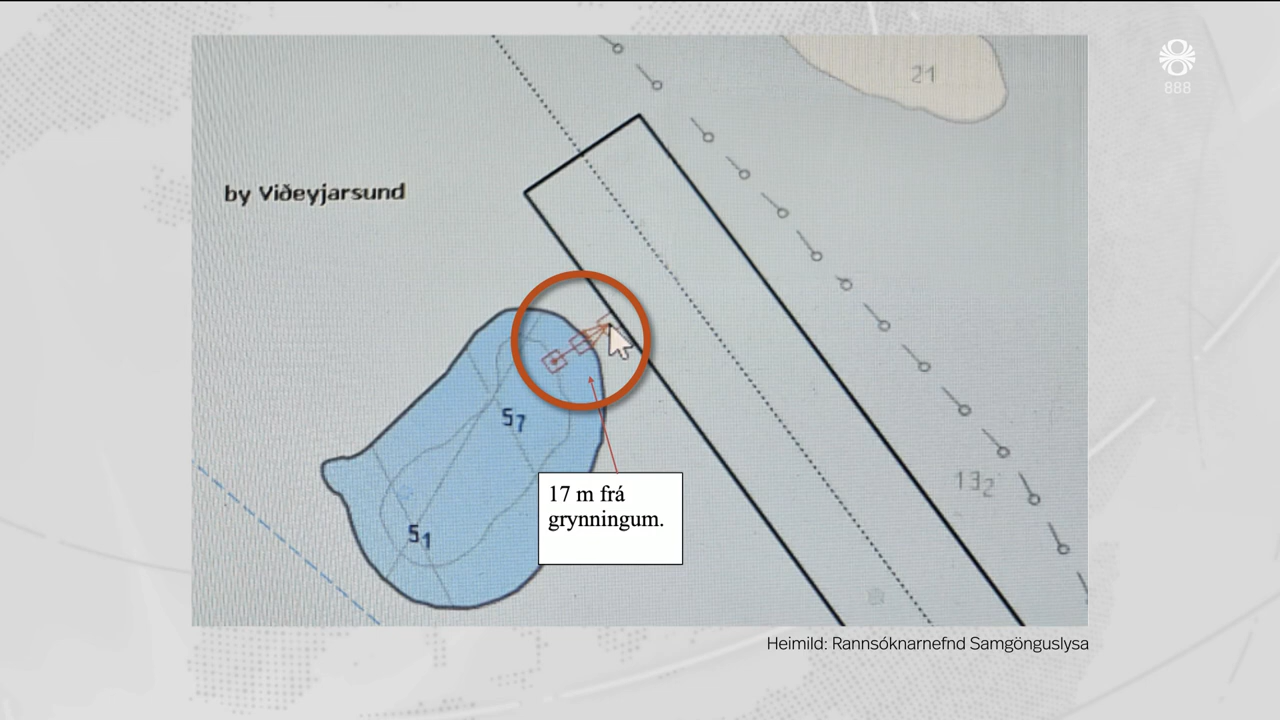 888
21
by Viðeyjarsund
5₇
17 m frá
grynningum.
13₂
5₁
Heimild: Rannsóknarnefnd Samgönguslysa